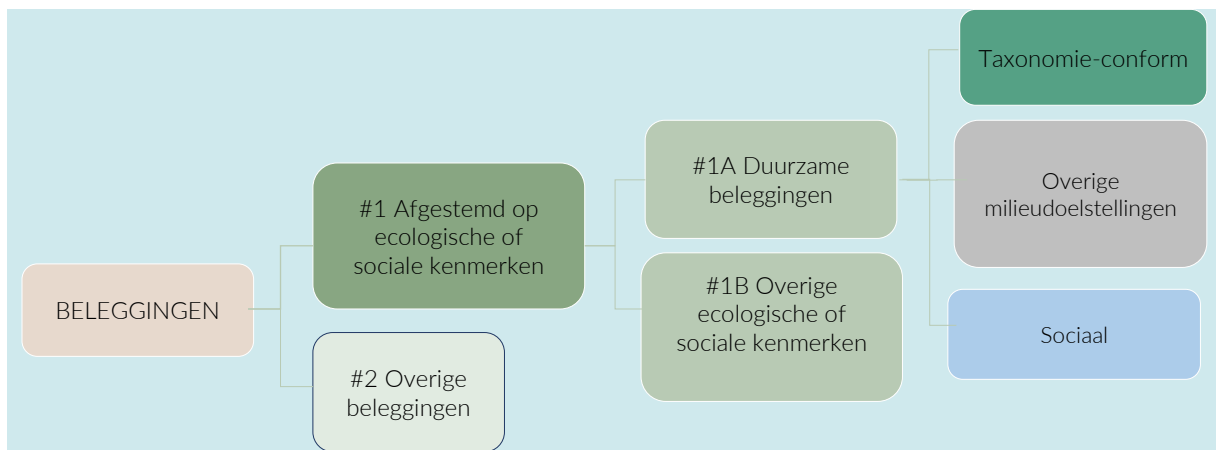 BELEGGINGEN
#1 Afgestemd op
ecologische of
sociale kenmerken
#2 Overige
beleggingen
#1A Duurzame
beleggingen
#1B Overige
ecologische of
sociale kenmerken
Taxonomie-conform
Overige
milieudoelstellingen
Sociaal